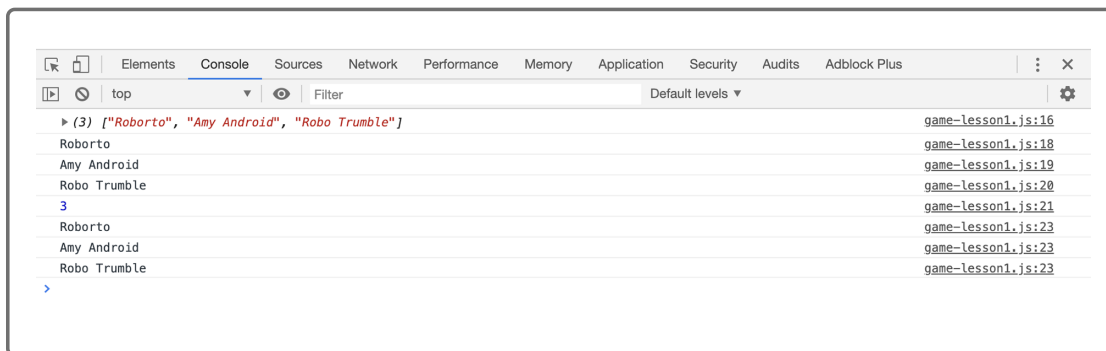 Elements Console Sources Network Performance Memory Application Security Audits Adblock Plus
top Filter Default levels
(3) ["Roborto", "Amy Android", "Robo Trumble"] game-lesson1.js:16
Roborto game-lesson1.js:18
Amy Android game-lesson1.js:19
Robo Trumble game-lesson1.js:20
3 game-lesson1.js:21
Roborto game-lesson1.js:23
Amy Android game-lesson1.js:23
Robo Trumble game-lesson1.js:23